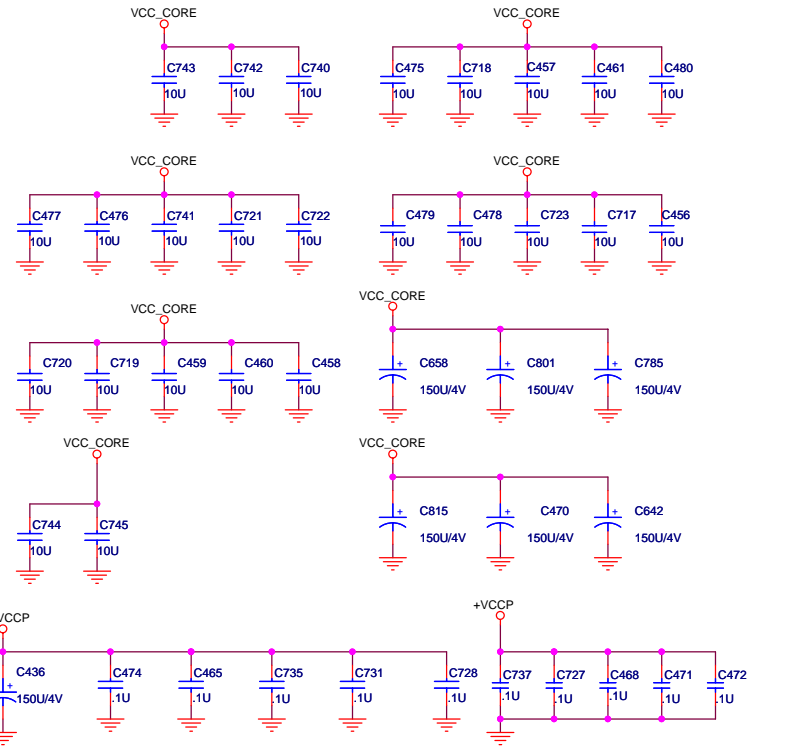 VCC_CORE VCC_CORE
C743 C742 C740 C475 C718 C457 C461 C480
10U 10U 10U 10U 10U 10U 10U 10U
VCC_CORE VCC_CORE
C477 C476 C741 C721 C722 C479 C478 C723 C717 C456
10U 10U 10U 10U 10U 10U 10U 10U 10U 10U
VCC_CORE VCC_CORE
C720 C719 C459 C460 C458 + C658 + C801 + C785
10U 10U 10U 10U 10U 150U/4V 150U/4V 150U/4V
VCC_CORE VCC_CORE
C744 C745 + C815 + C470 + C642
10U 10U 150U/4V 150U/4V 150U/4V
VCCP +VCCP
C436 C474 C465 C735 C731 C728 C737 C727 C468 C471 C472
+ 150U/4V .1U .1U .1U .1U .1U .1U .1U .1U .1U .1U